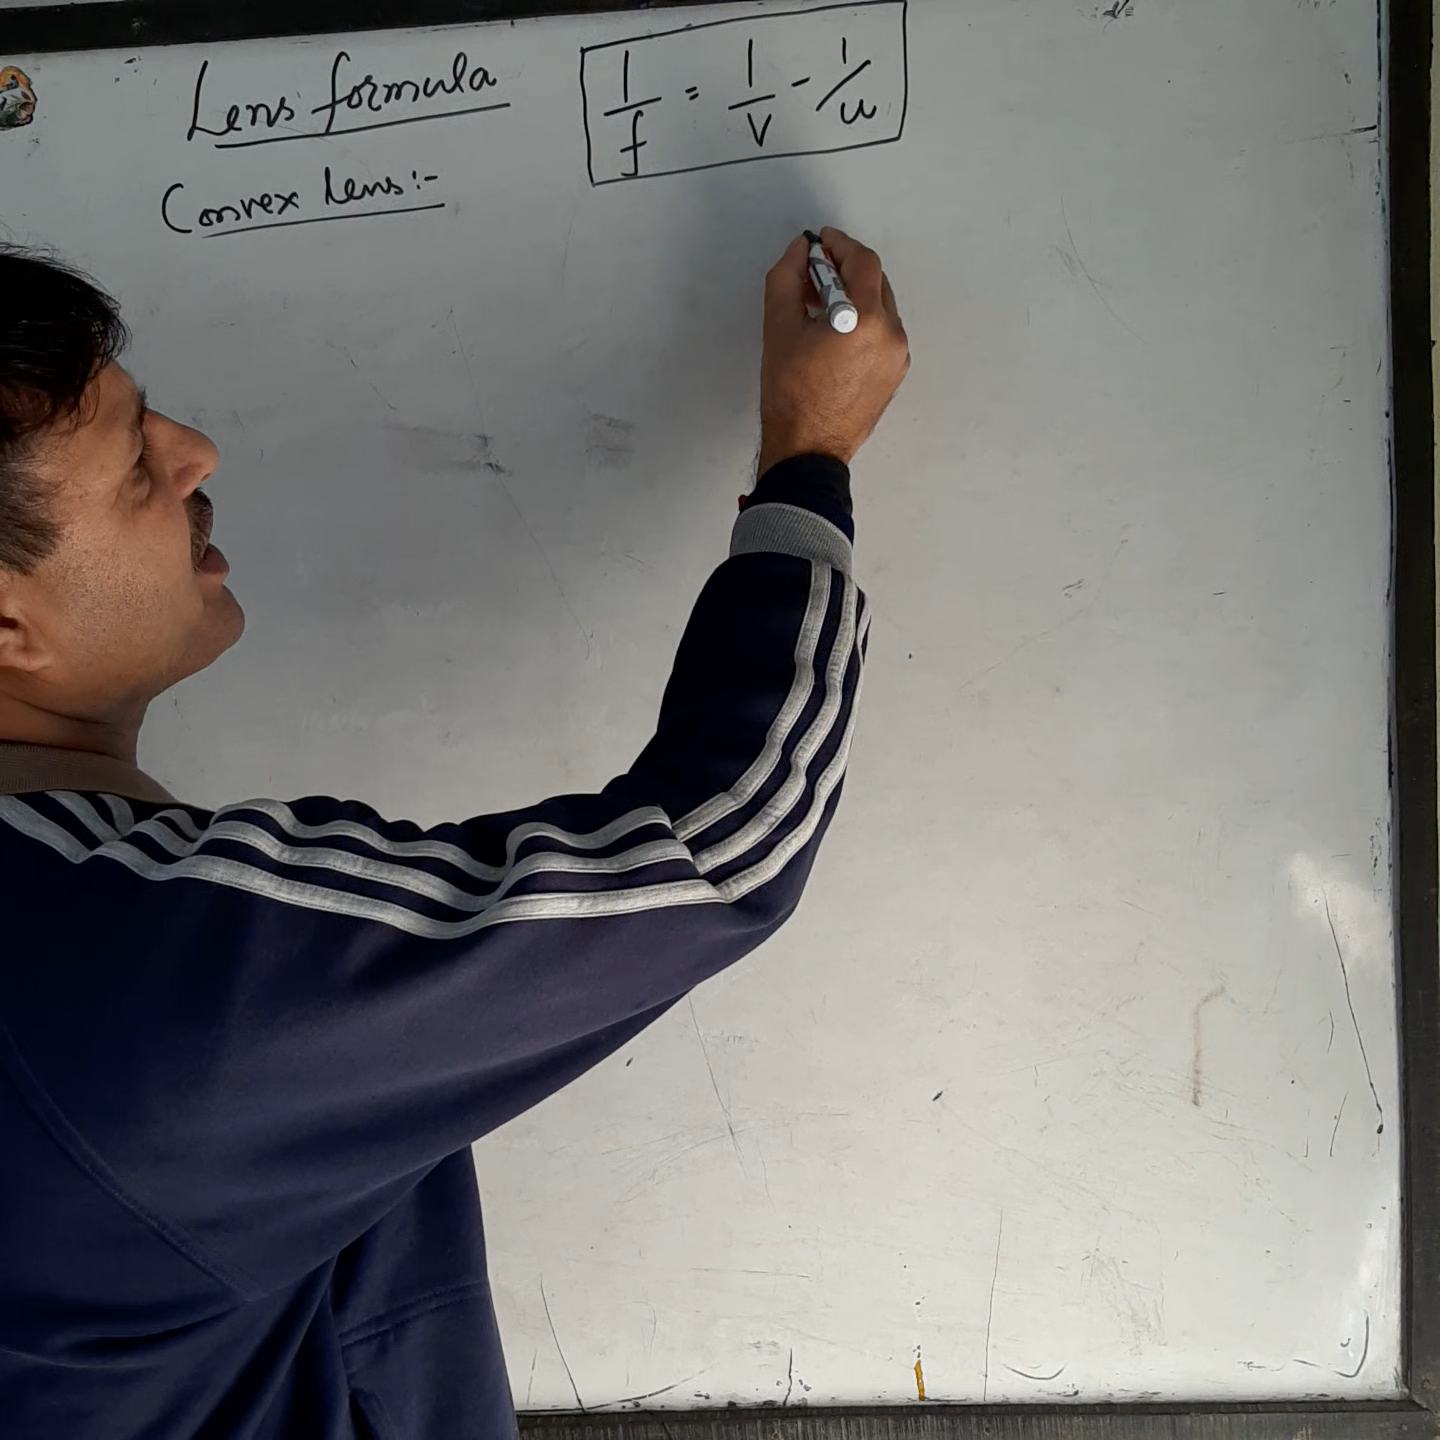 Lens formula 1/f = 1/v - 1/u
Convex lens:-